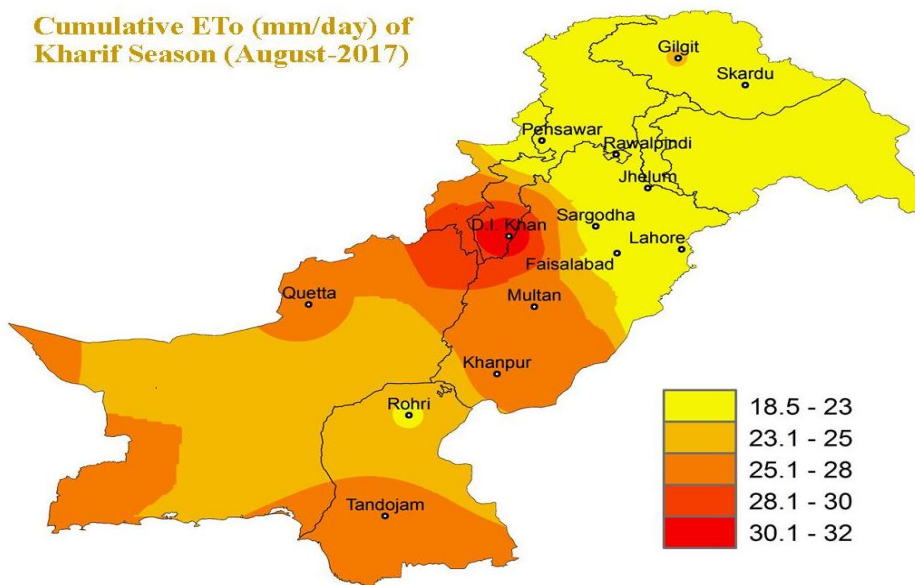 Cumulative ETo (mm/day) of
Kharif Season (August-2017)
Gilgit
Skardu
Pehsawar
Rawalpindi
Jhelum
Sargodha
D.I. Khan
Lahore
Faisalabad
Quetta
Multan
Khanpur
Rohri
Tandojam
18.5 - 23
23.1 - 25
25.1 - 28
28.1 - 30
30.1 - 32